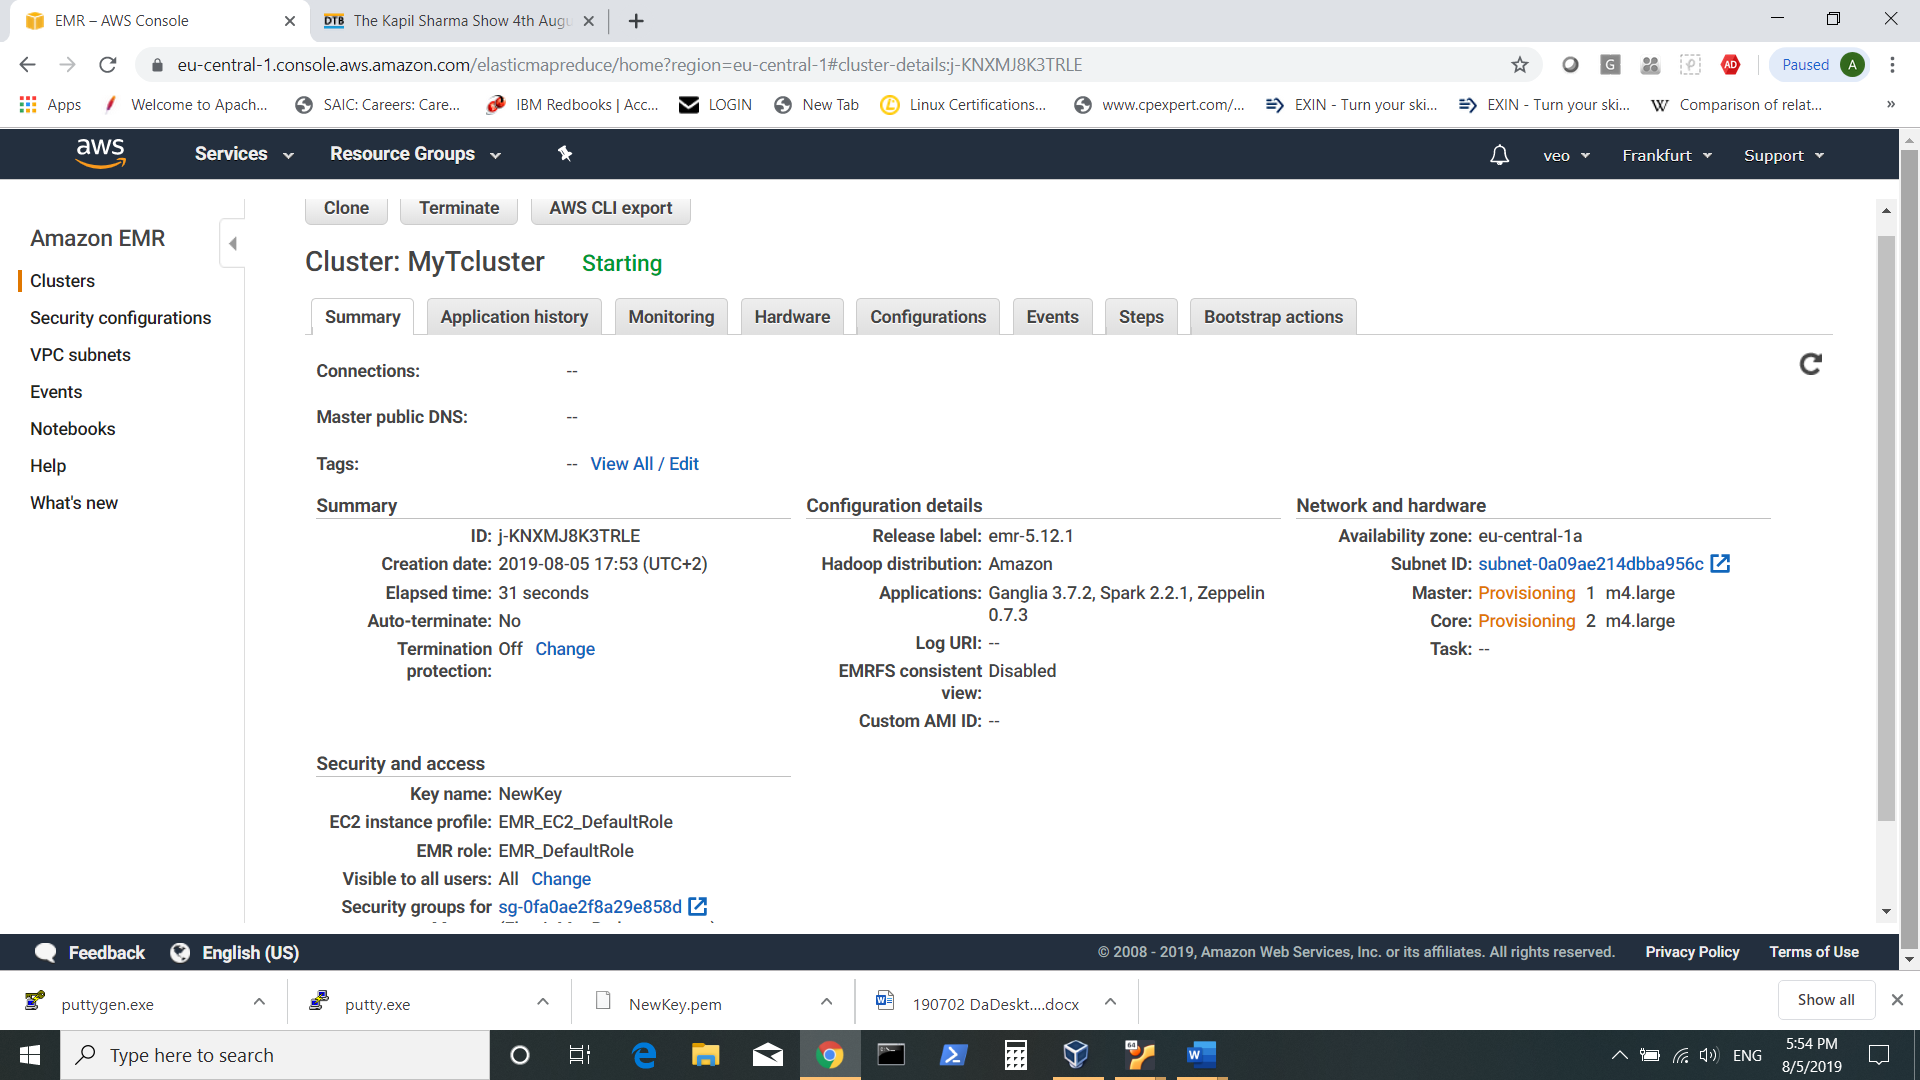 EMR – AWS Console
DTB The Kapil Sharma Show 4th Augu
eu-central-1.console.aws.amazon.com/elasticmapreduce/home?region=eu-central-1#cluster-details:j-KNXMJ8K3TRLE
G
AD
Paused A
Apps
Welcome to Apach...
SAIC: Careers: Care...
IBM Redbooks | Acc...
LOGIN
New Tab
Linux Certifications...
www.cpexpert.com/...
EXIN - Turn your ski...
EXIN - Turn your ski...
W Comparison of relat...
»
aws
Services
Resource Groups
veo
Frankfurt
Support
Clone
Terminate
AWS CLI export
Amazon EMR
Clusters
Security configurations
VPC subnets
Events
Notebooks
Help
What's new
Cluster: MyTcluster Starting
Summary
Application history
Monitoring
Hardware
Configurations
Events
Steps
Bootstrap actions
Connections: --
Master public DNS: --
Tags: -- View All / Edit
Summary
ID: j-KNXMJ8K3TRLE
Creation date: 2019-08-05 17:53 (UTC+2)
Elapsed time: 31 seconds
Auto-terminate: No
Termination Off Change
protection:
Configuration details
Release label: emr-5.12.1
Hadoop distribution: Amazon
Applications: Ganglia 3.7.2, Spark 2.2.1, Zeppelin
0.7.3
Log URI: --
EMRFS consistent Disabled
view:
Custom AMI ID: --
Network and hardware
Availability zone: eu-central-1a
Subnet ID: subnet-0a09ae214dbba956c
Master: Provisioning 1 m4.large
Core: Provisioning 2 m4.large
Task: --
Security and access
Key name: NewKey
EC2 instance profile: EMR_EC2_DefaultRole
EMR role: EMR_DefaultRole
Visible to all users: All Change
Security groups for sg-0fa0ae2f8a29e858d
Feedback
English (US)
© 2008 - 2019, Amazon Web Services, Inc. or its affiliates. All rights reserved.
Privacy Policy
Terms of Use
puttygen.exe
putty.exe
NewKey.pem
190702 DaDeskt....docx
Show all
Type here to search
ENG
5:54 PM
8/5/2019